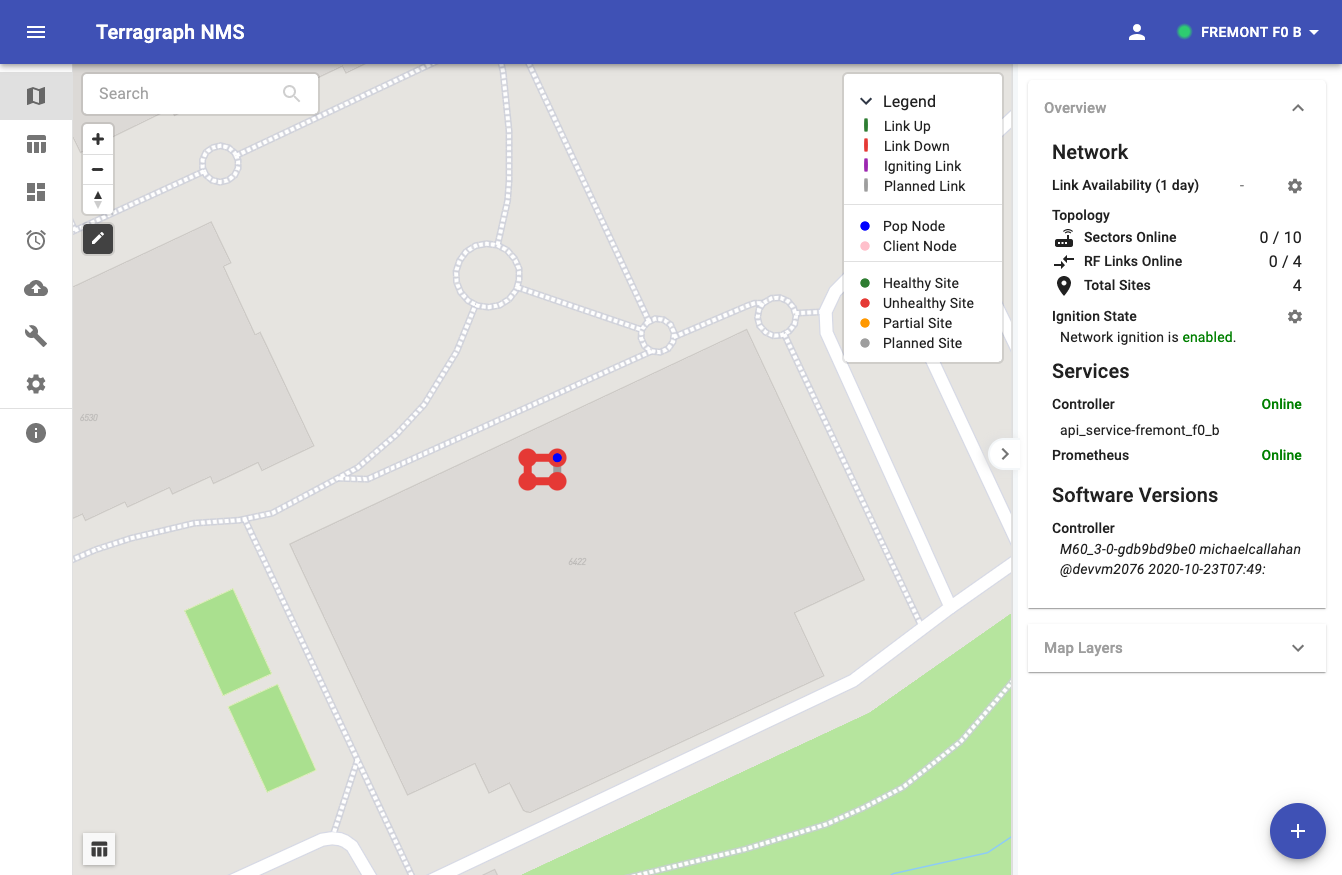 Terragraph NMS
FREMONT F0 B
Search
Legend
Link Up
Link Down
Igniting Link
Planned Link
Pop Node
Client Node
Healthy Site
Unhealthy Site
Partial Site
Planned Site
6530
6422
Overview
Network
Link Availability (1 day) -
Topology
Sectors Online 0 / 10
RF Links Online 0 / 4
Total Sites 4
Ignition State
Network ignition is enabled.
Services
Controller Online
api_service-fremont_f0_b
Prometheus Online
Software Versions
Controller
M60_3-0-gdb9bd9be0 michaelcallahan
@devvm2076 2020-10-23T07:49:
Map Layers